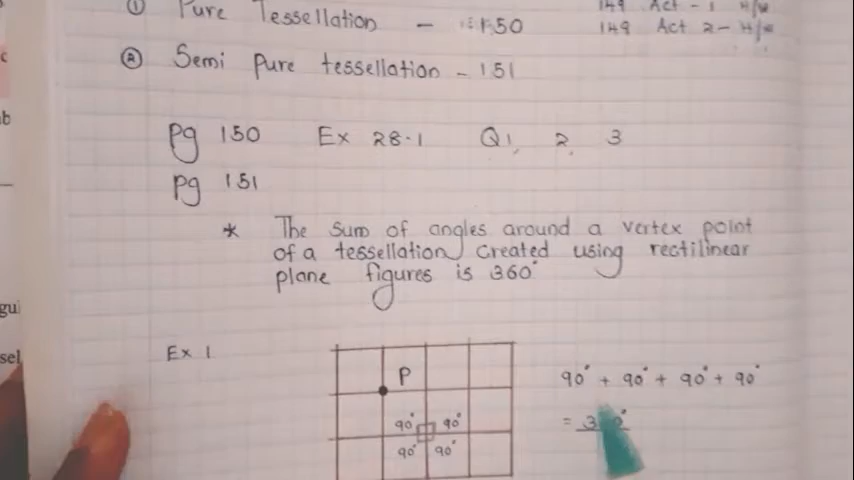 ① Pure Tessellation - 150
149 Act - 1 H/w
149 Act 2 - H/w
② Semi pure tessellation - 151
pg 150 Ex 28.1 Q1, 2, 3
pg 151
* The sum of angles around a vertex point
of a tessellation created using rectilinear
plane figures is 360°
Ex 1
P
90° 90°
90° 90°
90° + 90° + 90° + 90°
gui
sel